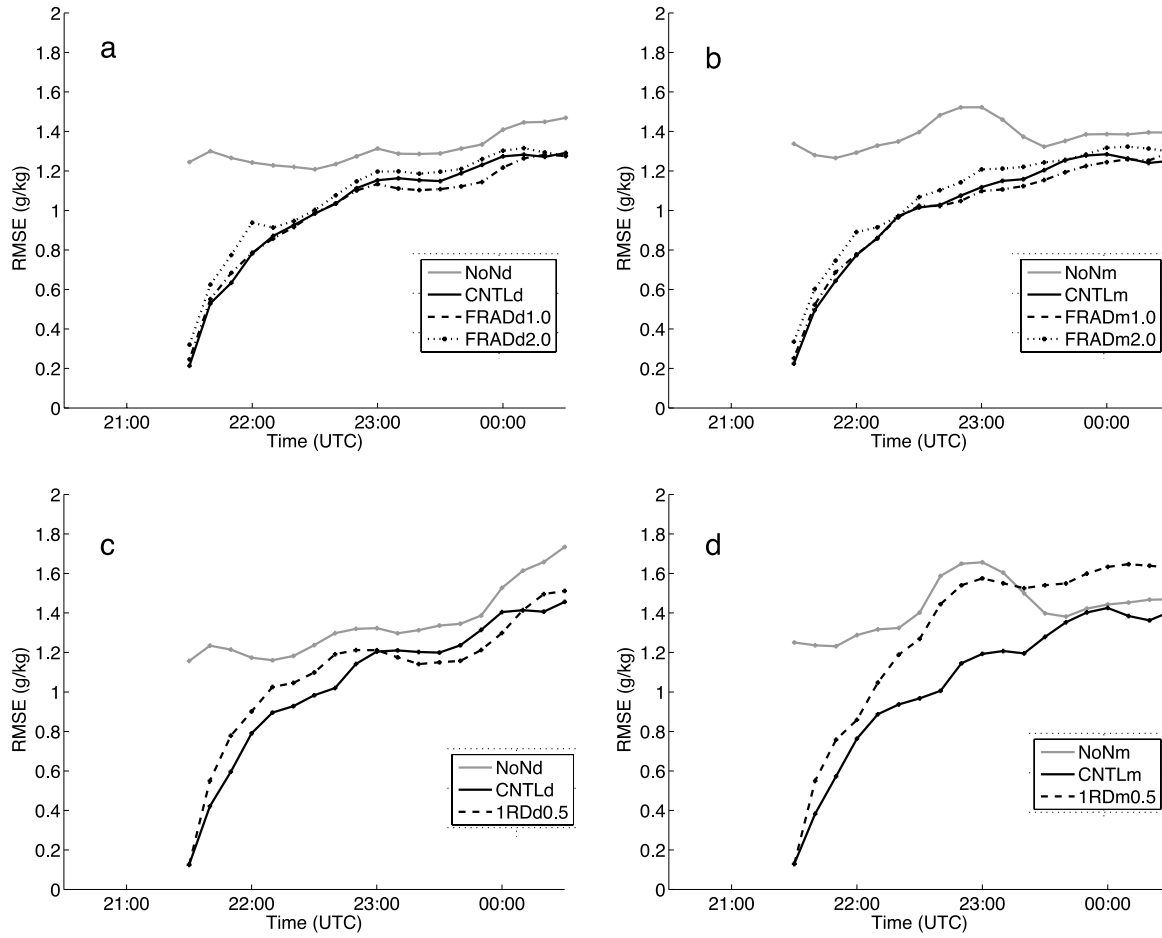 a
2
1.8
1.6
1.4
1.2
1
0.8
0.6
0.4
0.2
0
RMSE (g/kg)
21:00 22:00 23:00 00:00
Time (UTC)
NoNd
CNTLd
FRADd1.0
FRADd2.0
b
2
1.8
1.6
1.4
1.2
1
0.8
0.6
0.4
0.2
0
RMSE (g/kg)
21:00 22:00 23:00 00:00
Time (UTC)
NoNm
CNTLm
FRADm1.0
FRADm2.0
c
2
1.8
1.6
1.4
1.2
1
0.8
0.6
0.4
0.2
0
RMSE (g/kg)
21:00 22:00 23:00 00:00
Time (UTC)
NoNd
CNTLd
1RDd0.5
d
2
1.8
1.6
1.4
1.2
1
0.8
0.6
0.4
0.2
0
RMSE (g/kg)
21:00 22:00 23:00 00:00
Time (UTC)
NoNm
CNTLm
1RDm0.5